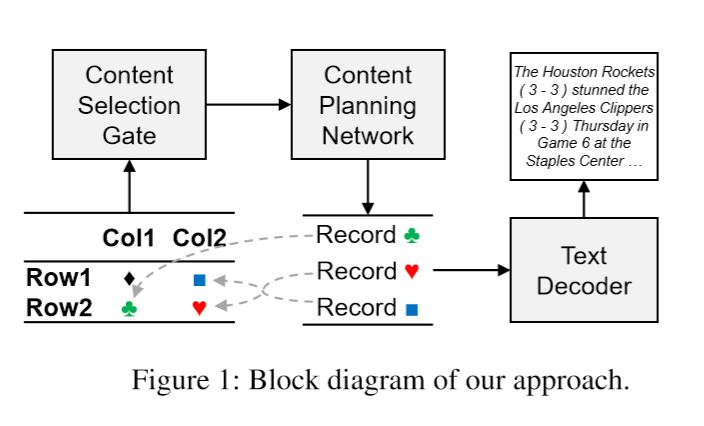 Content
Selection
Gate
Content
Planning
Network
The Houston Rockets
( 3 - 3 ) stunned the
Los Angeles Clippers
( 3 - 3 ) Thursday in
Game 6 at the
Staples Center …
Col1 Col2
Row1 ♦ ■
Row2 ♣ ♥
Record ♣
Record ♥
Record ■
Text
Decoder
Figure 1: Block diagram of our approach.